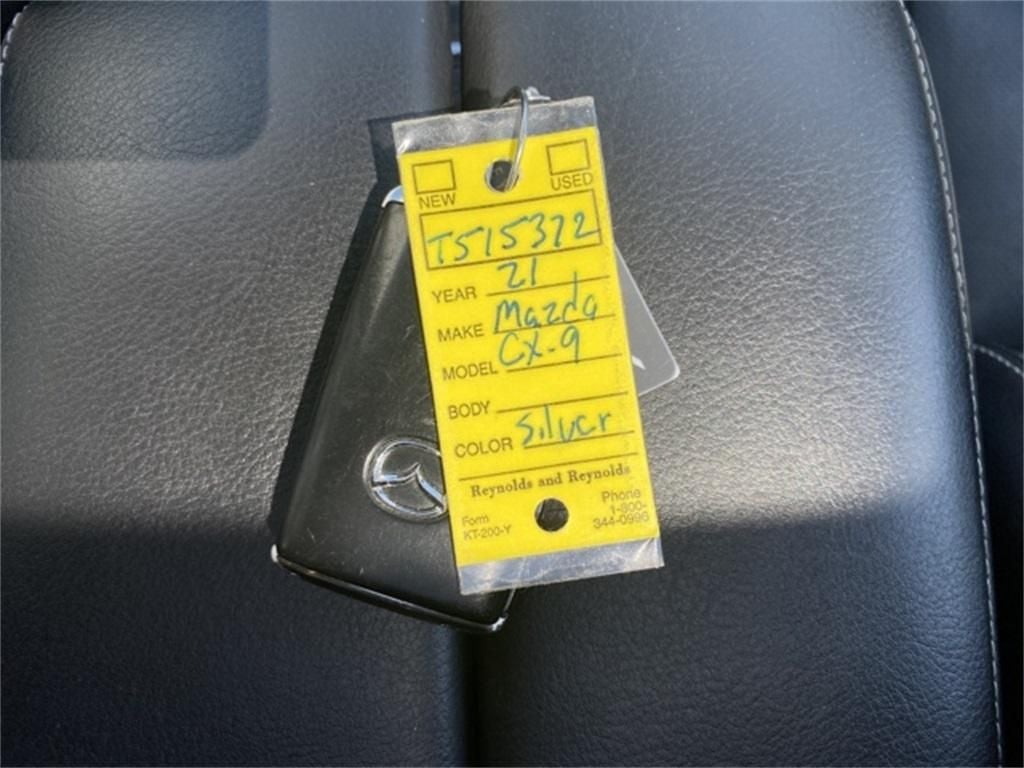 NEW USED
T515372
YEAR 21
MAKE Mazda
MODEL CX-9
BODY
COLOR Silver
Reynolds and Reynolds
Form
KT-200-Y
Phone
1-800-
344-0996